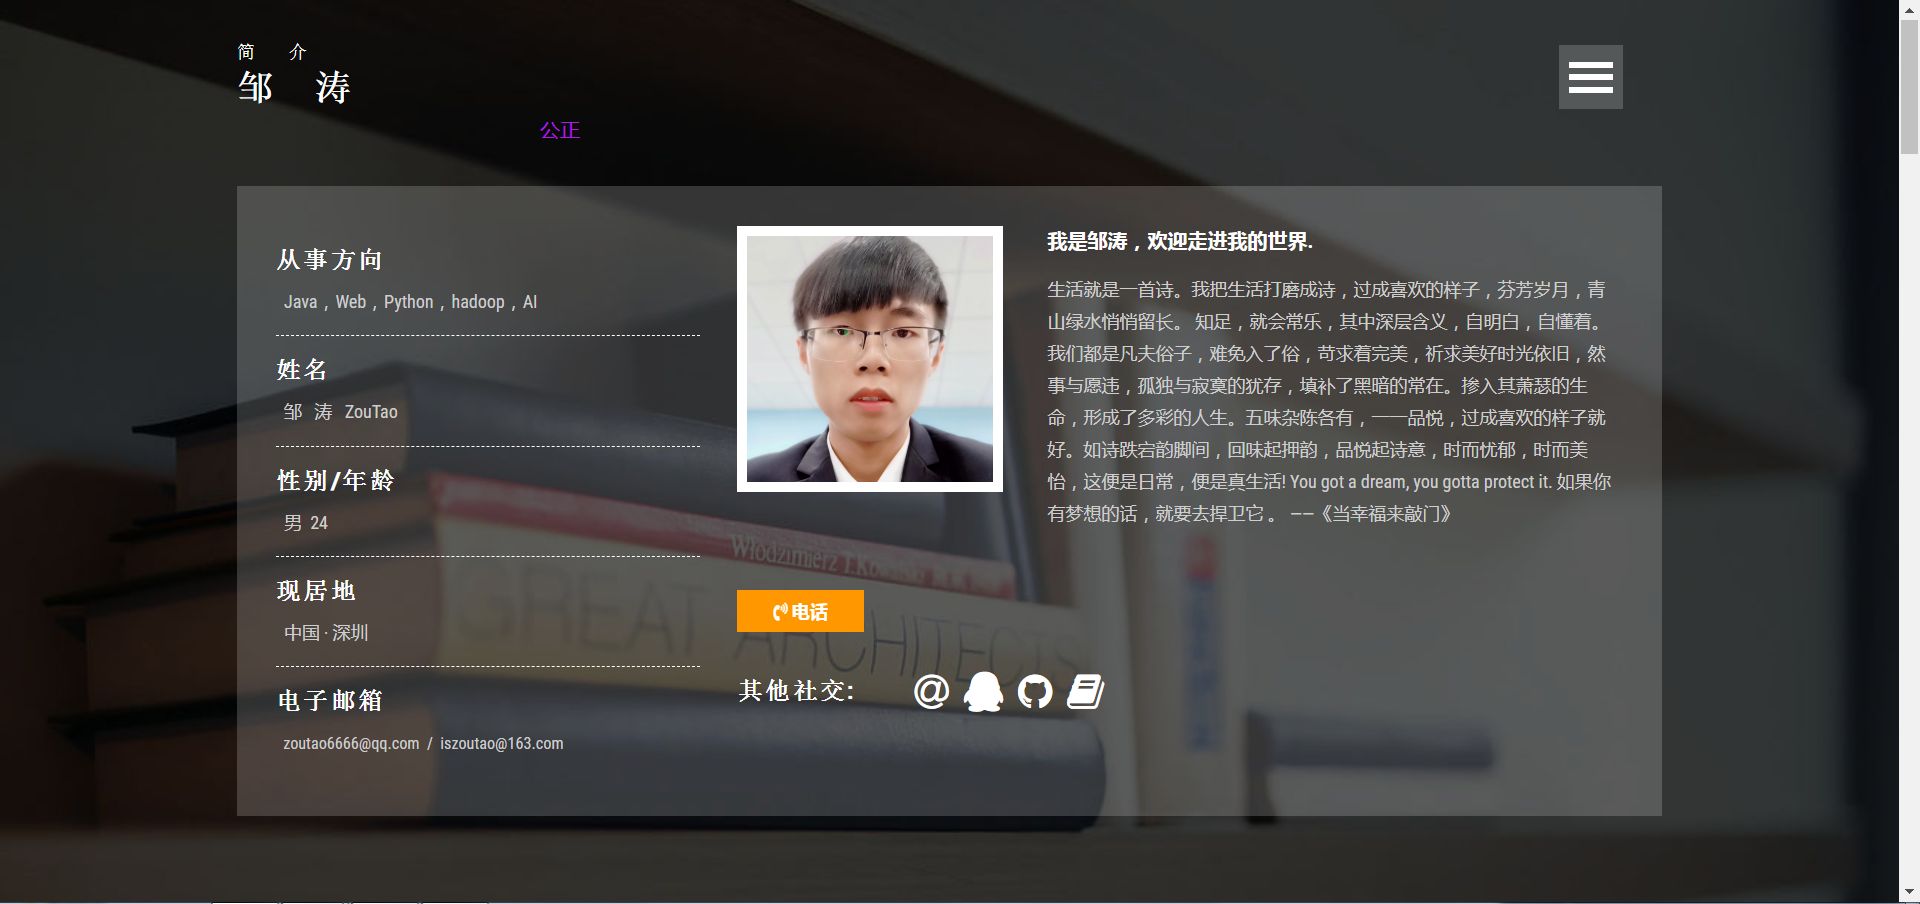 简 介
邹 涛
公正
从事方向
Java，Web，Python，hadoop，AI
姓名
邹 涛 ZouTao
性别/年龄
男 24
现居地
中国 · 深圳
电子邮箱
zoutao6666@qq.com / iszoutao@163.com
我是邹涛，欢迎走进我的世界.
生活就是一首诗。我把生活打磨成诗，过成喜欢的样子，芬芳岁月，青
山绿水悄悄留长。 知足，就会常乐，其中深层含义，自明白，自懂着。
我们都是凡夫俗子，难免入了俗，苛求着完美，祈求美好时光依旧，然
事与愿违，孤独与寂寞的犹存，填补了黑暗的常在。掺入其萧瑟的生
命，形成了多彩的人生。五味杂陈各有，一一品悦，过成喜欢的样子就
好。如诗跌宕韵脚间，回味起押韵，品悦起诗意，时而忧郁，时而美
怡，这便是日常，便是真生活! You got a dream, you gotta protect it. 如果你
有梦想的话，就要去捍卫它 。 ——《当幸福来敲门》
电话
其他社交:
@
Włodzimierz T.
GREAT ARCHITECTS